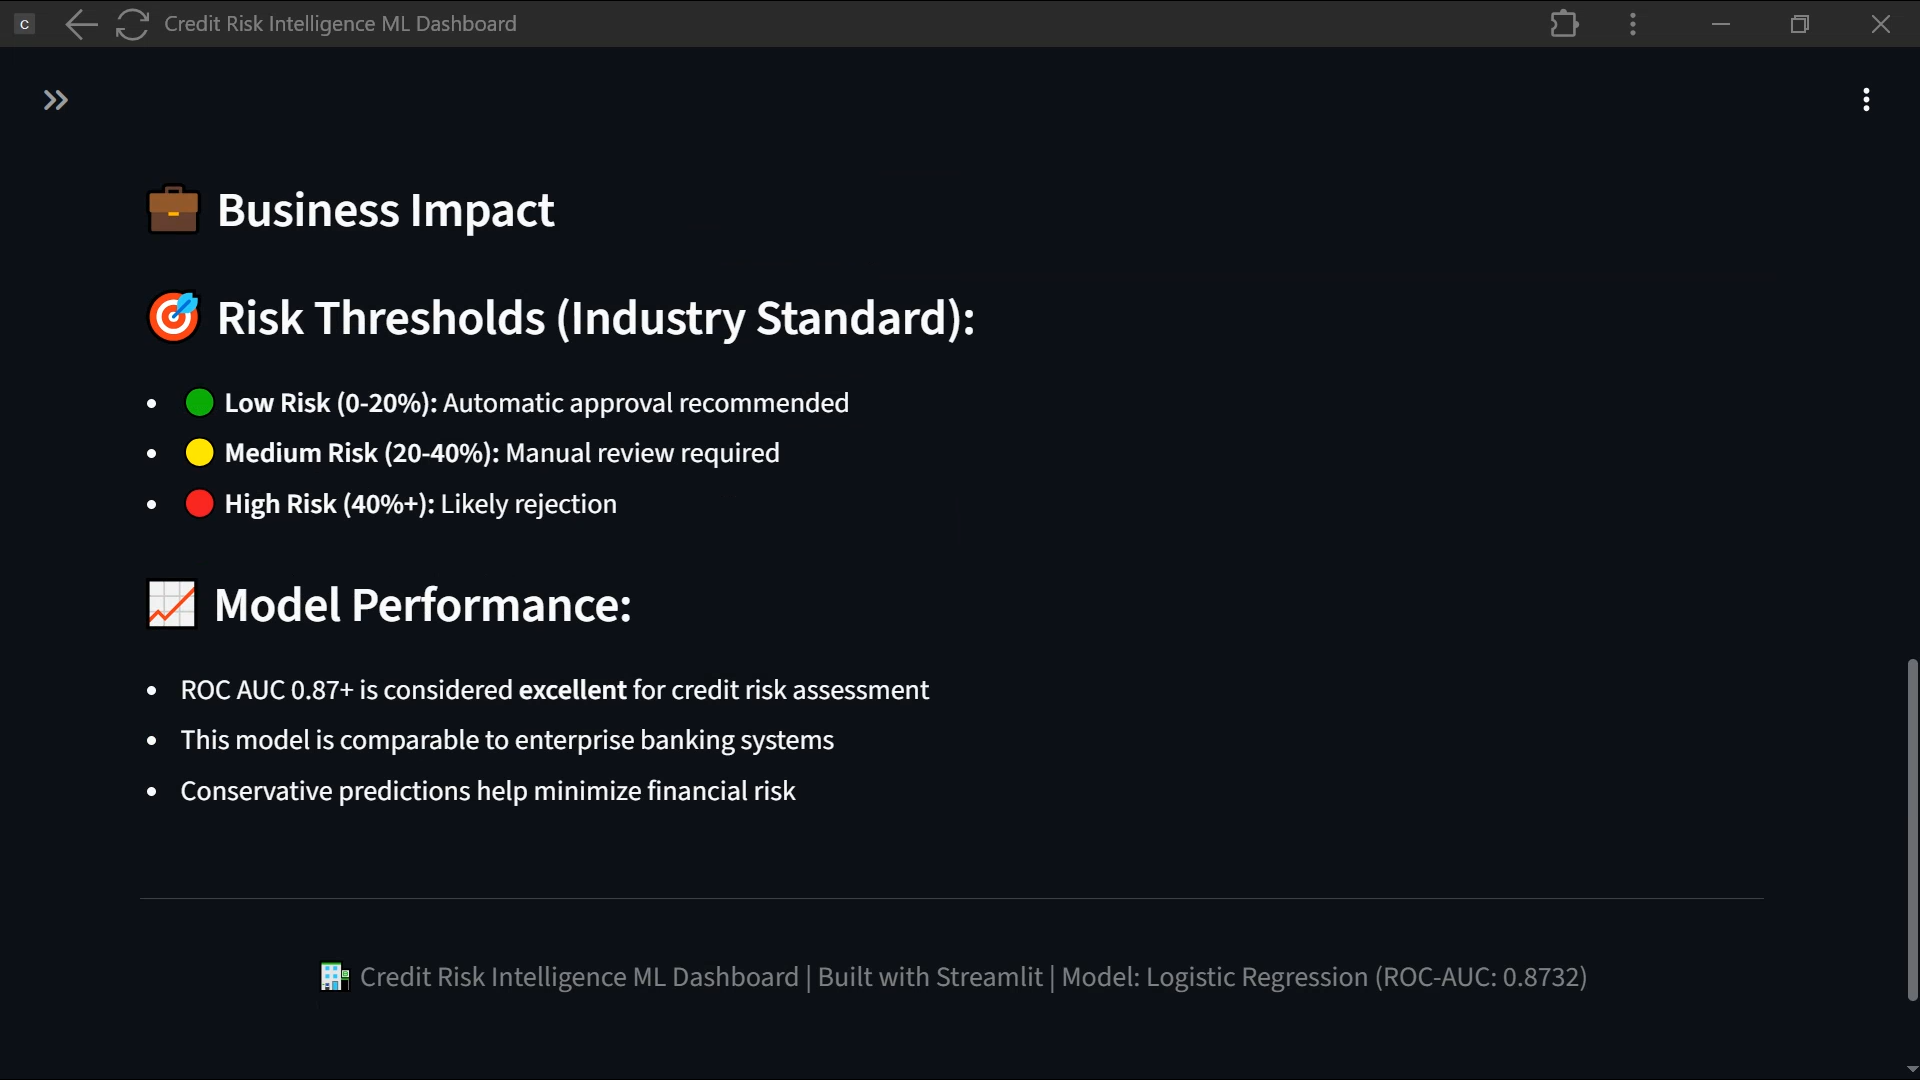 C Credit Risk Intelligence ML Dashboard
Business Impact
Risk Thresholds (Industry Standard):
• Low Risk (0-20%): Automatic approval recommended
• Medium Risk (20-40%): Manual review required
• High Risk (40%+): Likely rejection
Model Performance:
• ROC AUC 0.87+ is considered excellent for credit risk assessment
• This model is comparable to enterprise banking systems
• Conservative predictions help minimize financial risk
Credit Risk Intelligence ML Dashboard | Built with Streamlit | Model: Logistic Regression (ROC-AUC: 0.8732)